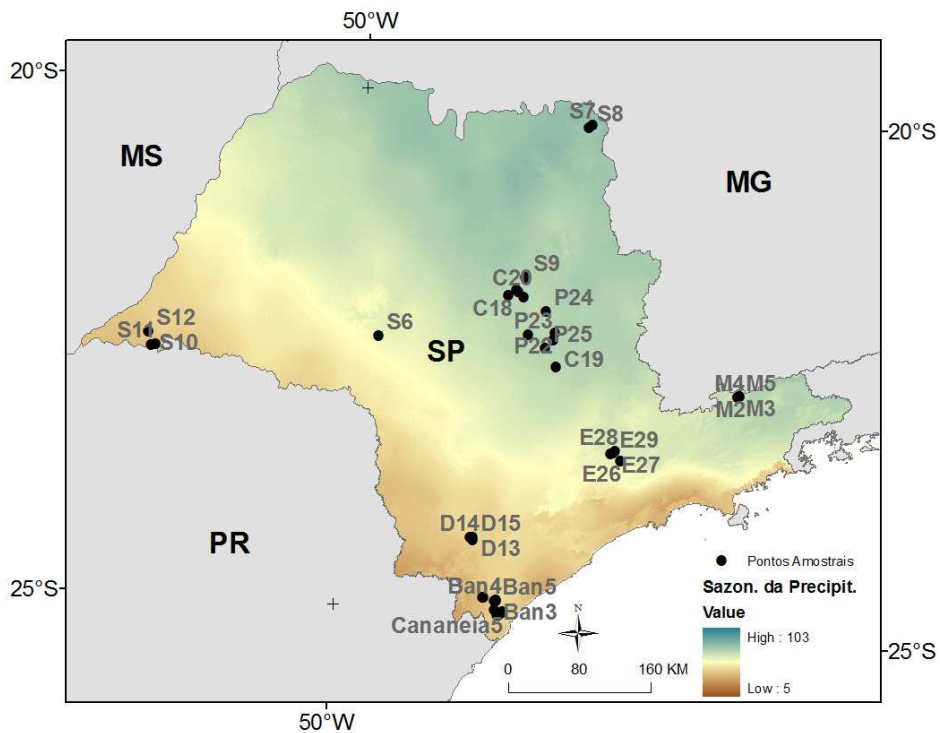 50°W
20°S
S7 S8
20°S
MS
MG
S9
C20
C18
P24
P23
P25
P22
C19
S12
S11
S10
S6
SP
M4M5
M2M3
E28 E29
E26 E27
D14D15
D13
PR
Pontos Amostrais
Sazon. da Precipit.
Value
High : 103
Low : 5
25°S
Ban4 Ban5
Ban3
Cananeia5
N
0 80 160 KM
25°S
50°W